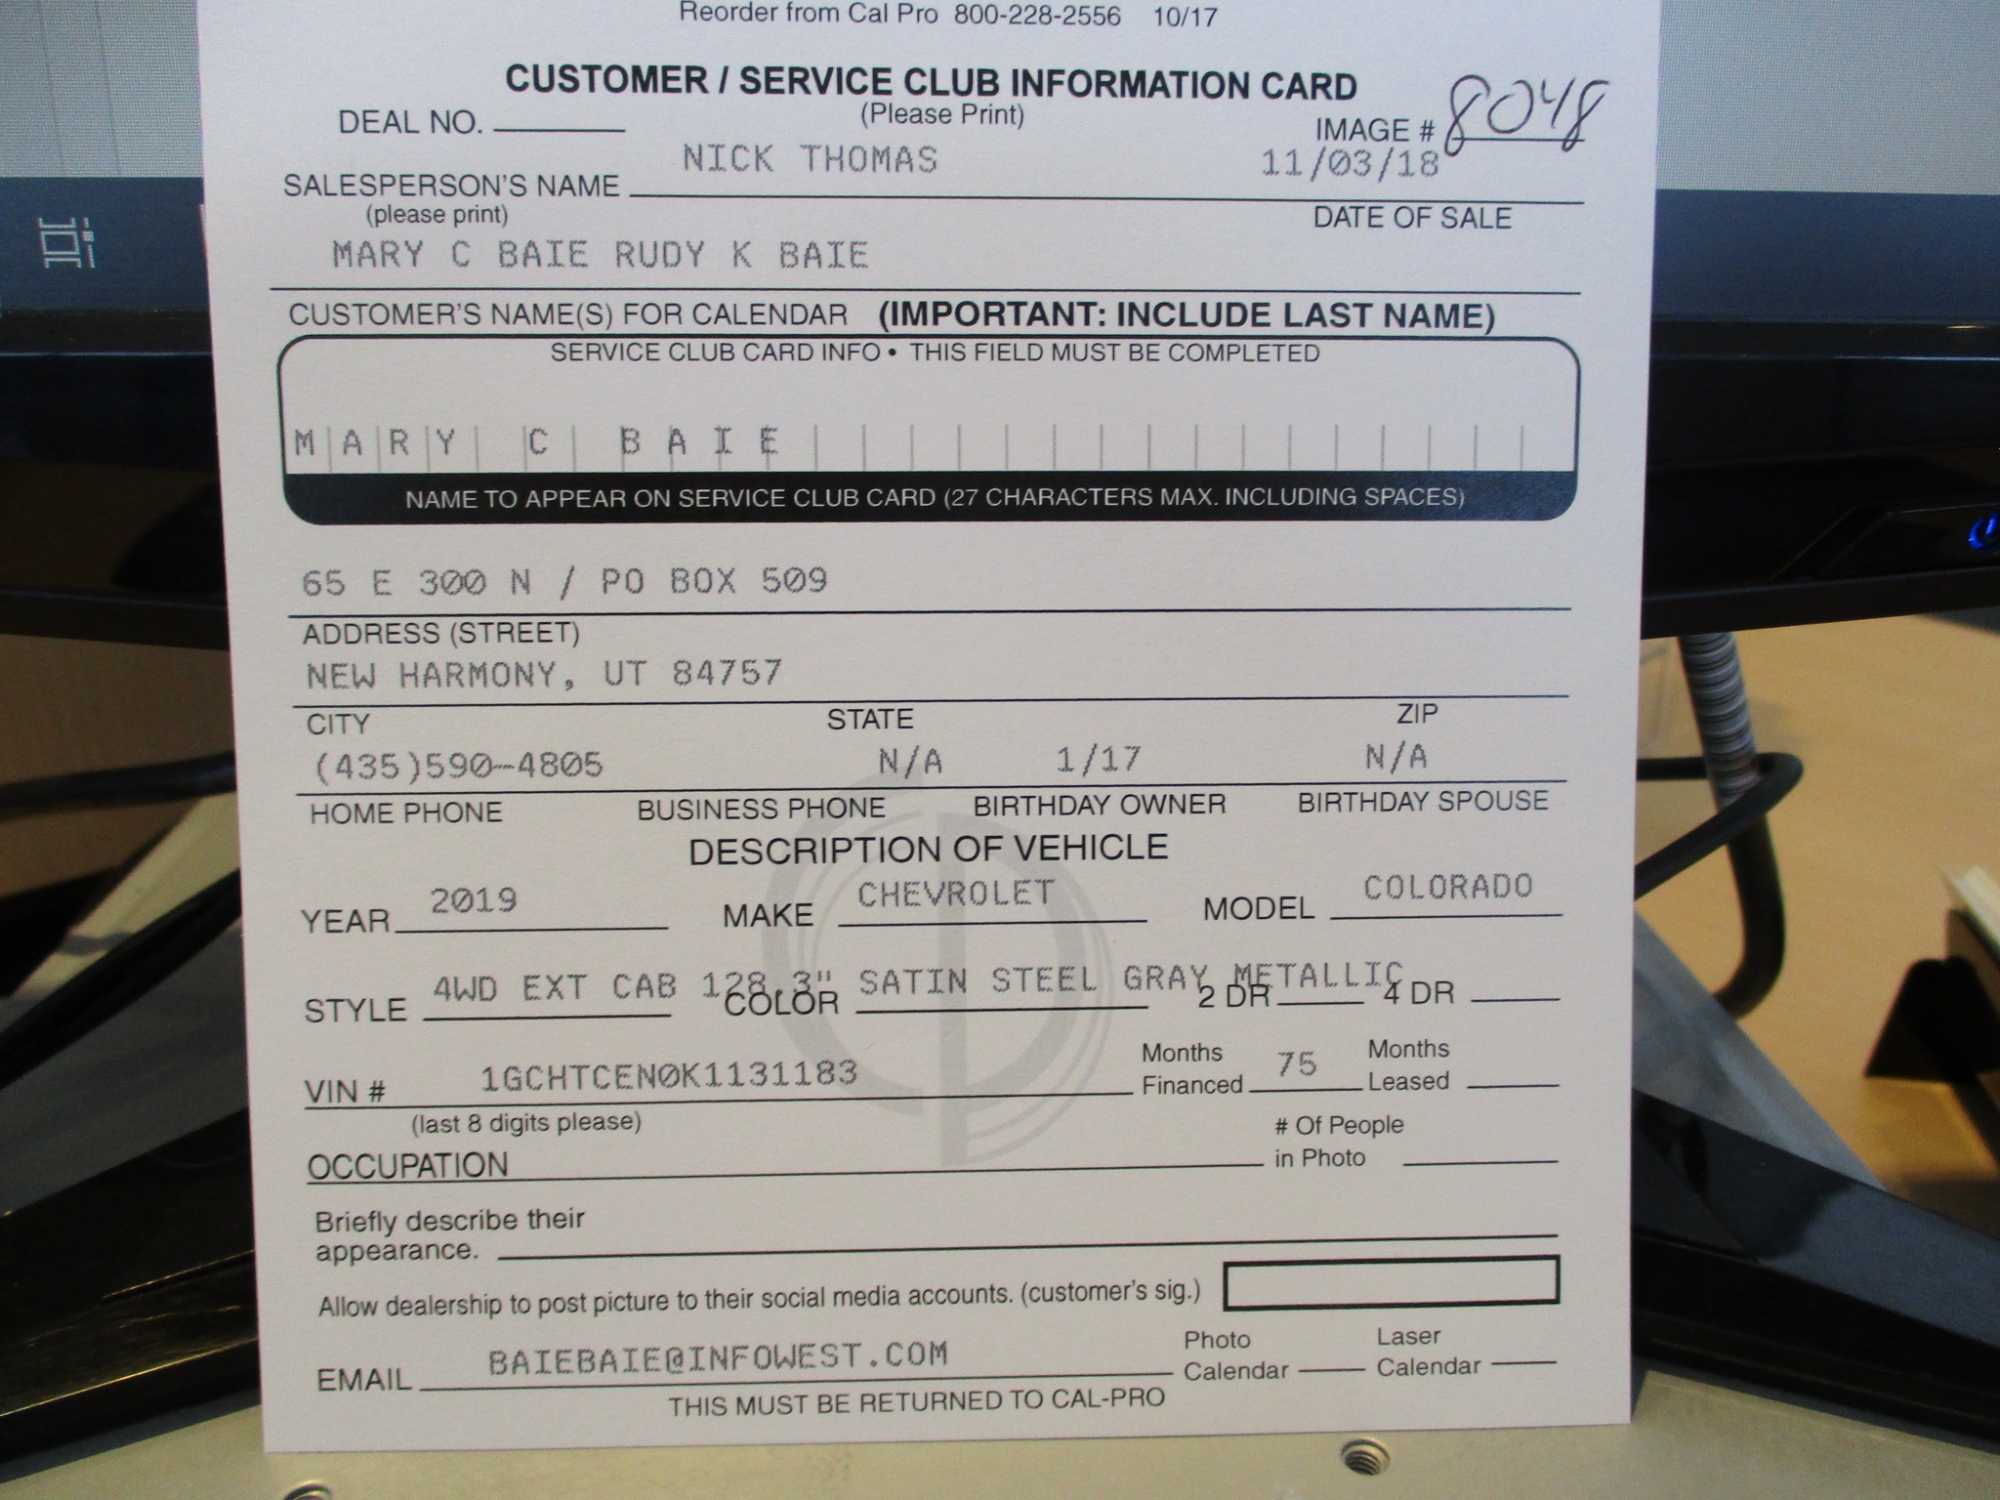 Reorder from Cal Pro 800-228-2556 10/17
CUSTOMER / SERVICE CLUB INFORMATION CARD
(Please Print)
DEAL NO.
IMAGE # 8048
NICK THOMAS 11/03/18
SALESPERSON'S NAME
(please print) DATE OF SALE
MARY C BAIE RUDY K BAIE
CUSTOMER'S NAME(S) FOR CALENDAR (IMPORTANT: INCLUDE LAST NAME)
SERVICE CLUB CARD INFO • THIS FIELD MUST BE COMPLETED
MARY C BAIE
NAME TO APPEAR ON SERVICE CLUB CARD (27 CHARACTERS MAX. INCLUDING SPACES)
65 E 300 N / PO BOX 509
ADDRESS (STREET)
NEW HARMONY, UT 84757
CITY STATE ZIP
(435)590-4805 N/A 1/17 N/A
HOME PHONE BUSINESS PHONE BIRTHDAY OWNER BIRTHDAY SPOUSE
DESCRIPTION OF VEHICLE
YEAR 2019 MAKE CHEVROLET MODEL COLORADO
4WD EXT CAB 128.3" SATIN STEEL GRAY METALLIC
STYLE COLOR 2 DR 4 DR
VIN # 1GCHTCEN0K1131183 Months Financed 75 Months Leased
(last 8 digits please)
OCCUPATION # Of People in Photo
Briefly describe their
appearance.
Allow dealership to post picture to their social media accounts. (customer's sig.)
EMAIL BAIEBAIE@INFOWEST.COM Photo Calendar Laser Calendar
THIS MUST BE RETURNED TO CAL-PRO